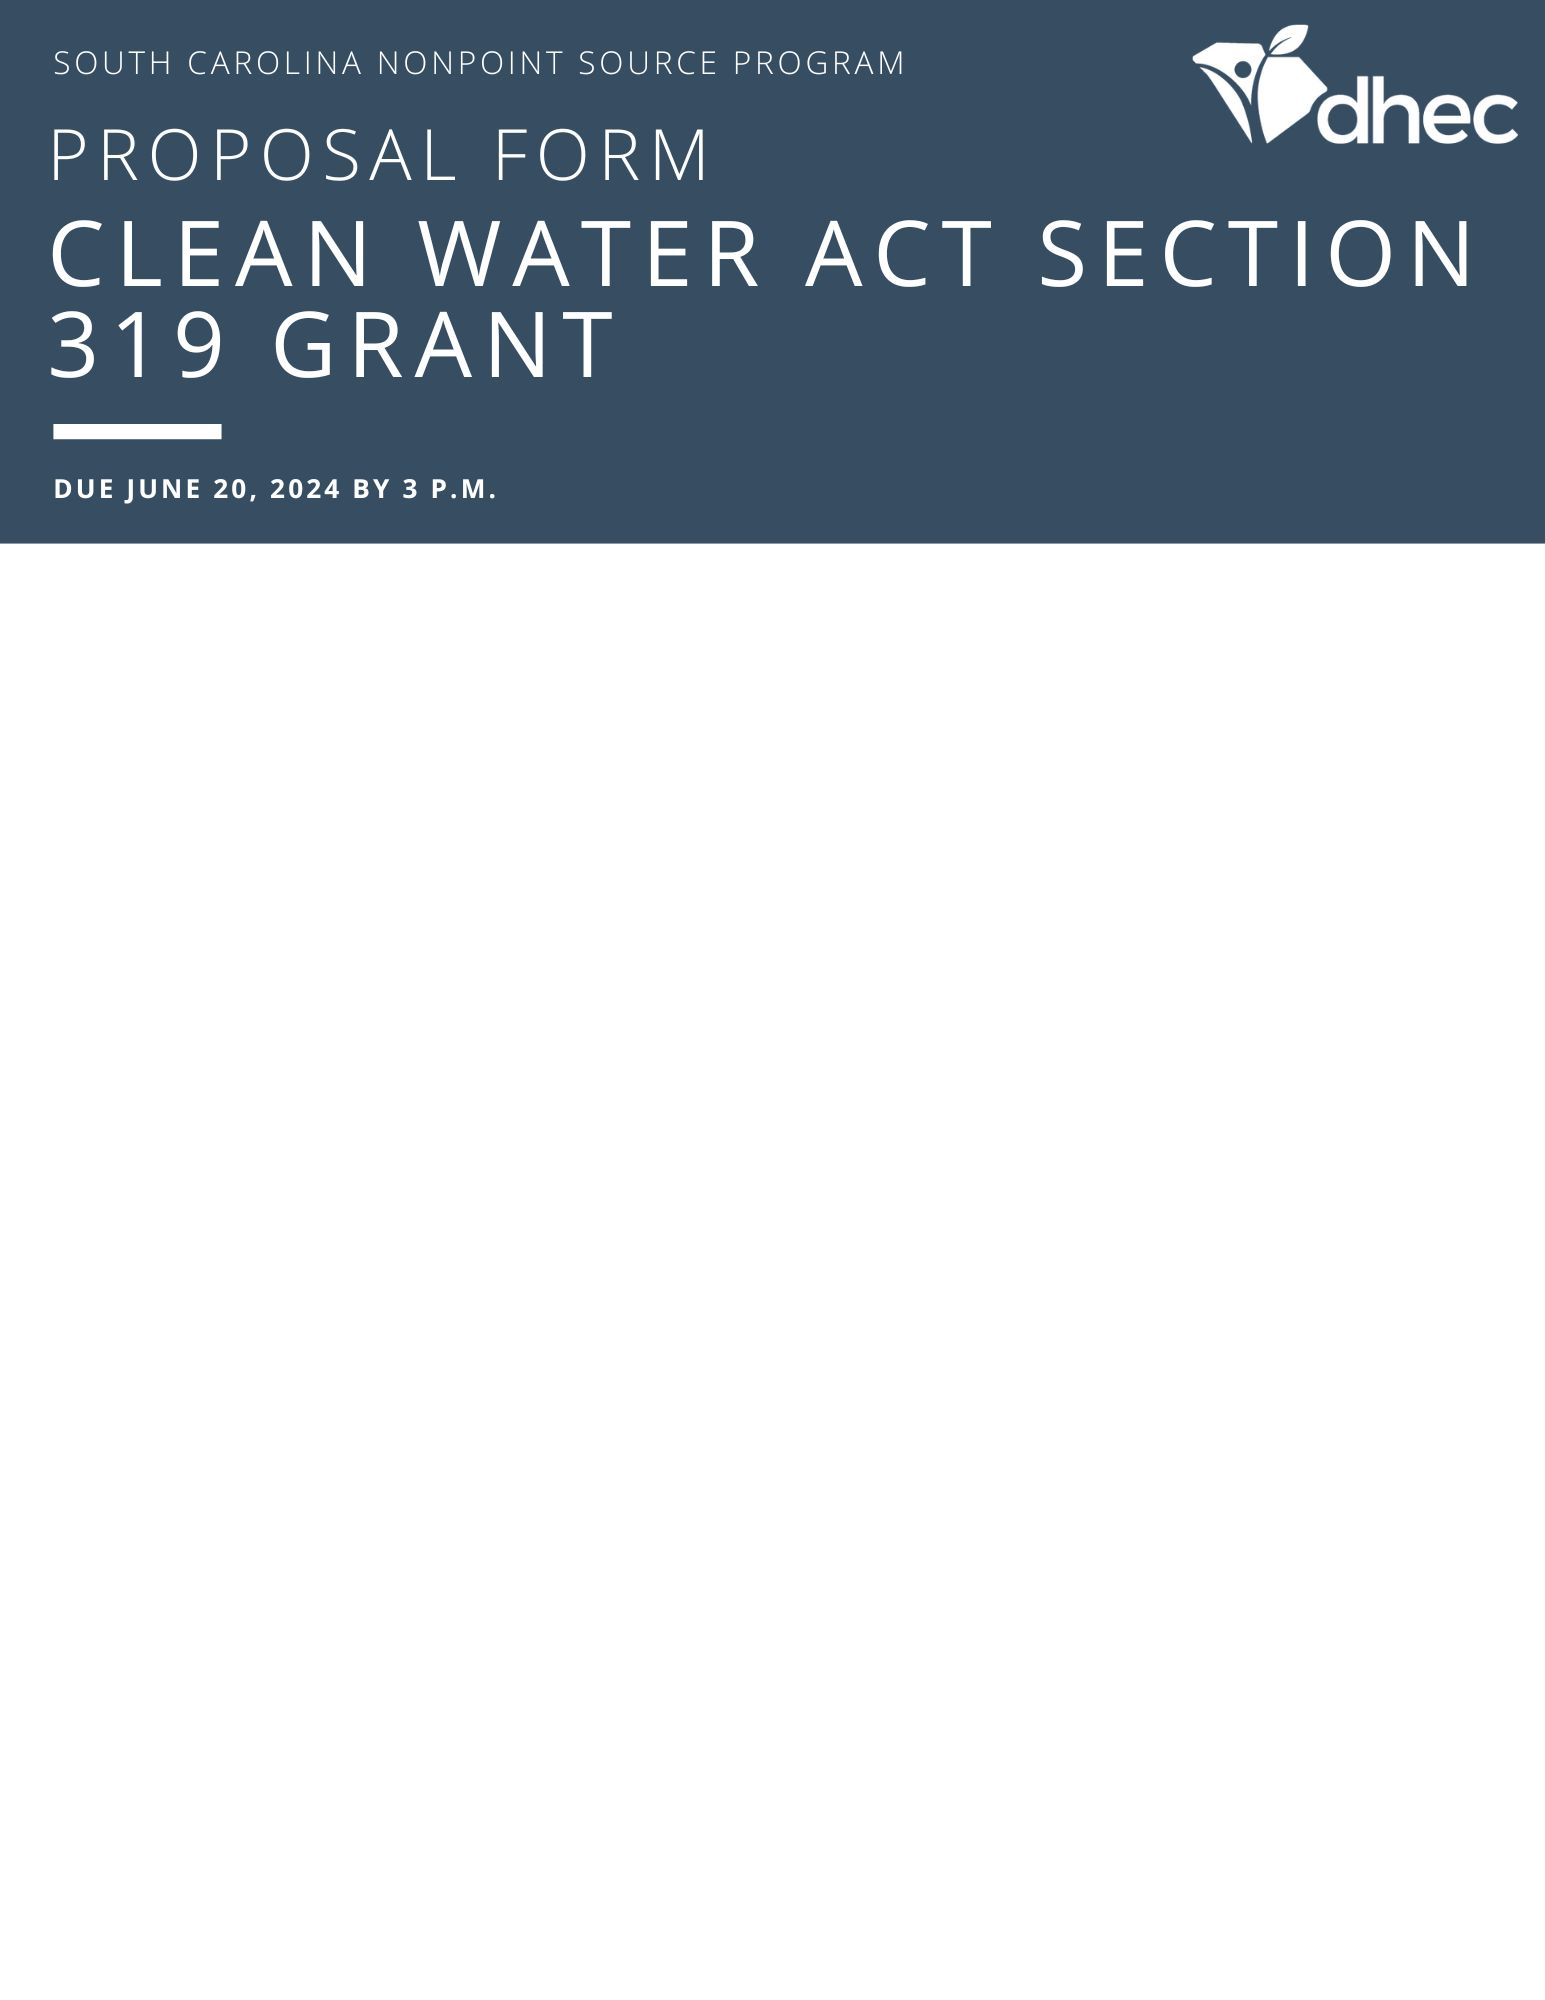 SOUTH CAROLINA NONPOINT SOURCE PROGRAM
dhec
PROPOSAL FORM
CLEAN WATER ACT SECTION
319 GRANT
DUE JUNE 20, 2024 BY 3 P.M.